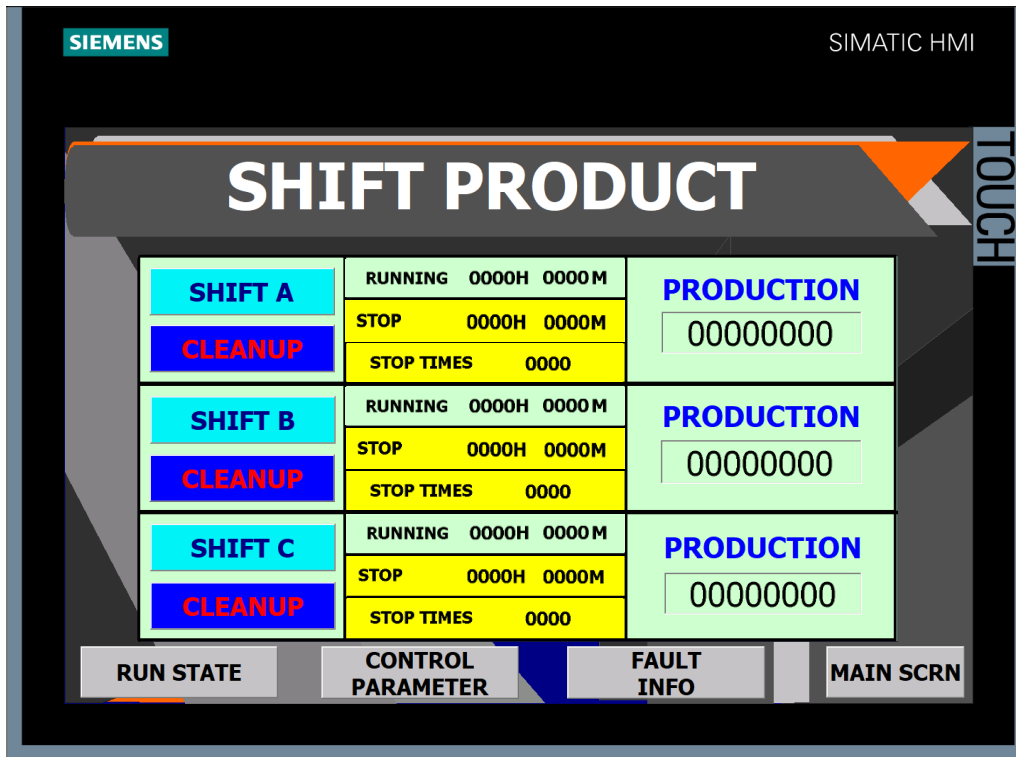 SIEMENS
SIMATIC HMI
TOUCH
SHIFT PRODUCT
SHIFT A
CLEANUP
RUNNING 0000H 0000M
STOP 0000H 0000M
STOP TIMES 0000
PRODUCTION
00000000
SHIFT B
CLEANUP
RUNNING 0000H 0000M
STOP 0000H 0000M
STOP TIMES 0000
PRODUCTION
00000000
SHIFT C
CLEANUP
RUNNING 0000H 0000M
STOP 0000H 0000M
STOP TIMES 0000
PRODUCTION
00000000
RUN STATE
CONTROL
PARAMETER
FAULT
INFO
MAIN SCRN